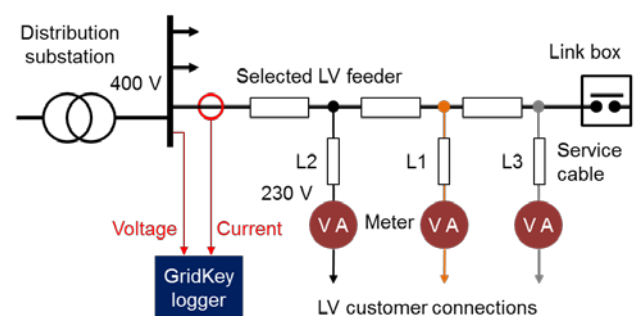 Distribution
substation
400 V
Selected LV feeder
Link box
L2
L1
L3
Service
cable
230 V
V A
Meter
V A
V A
Voltage
Current
GridKey
logger
LV customer connections